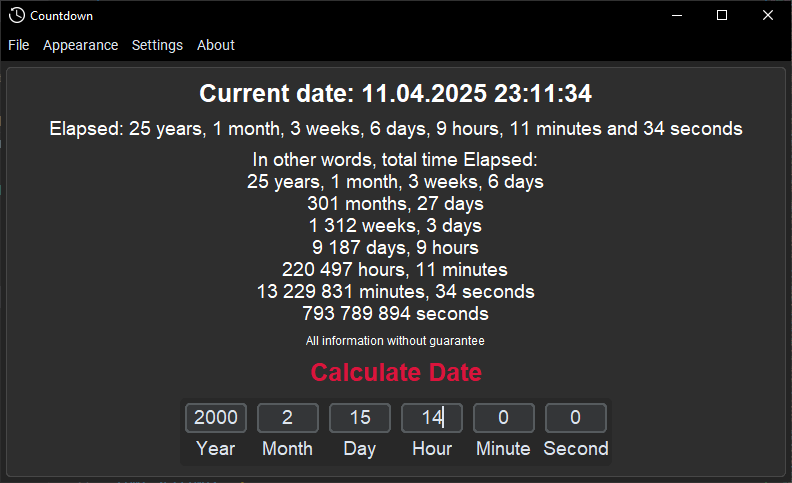 Countdown
File Appearance Settings About
Current date: 11.04.2025 23:11:34
Elapsed: 25 years, 1 month, 3 weeks, 6 days, 9 hours, 11 minutes and 34 seconds
In other words, total time Elapsed:
25 years, 1 month, 3 weeks, 6 days
301 months, 27 days
1 312 weeks, 3 days
9 187 days, 9 hours
220 497 hours, 11 minutes
13 229 831 minutes, 34 seconds
793 789 894 seconds
All information without guarantee
Calculate Date
2000 2 15 14 0 0
Year Month Day Hour Minute Second